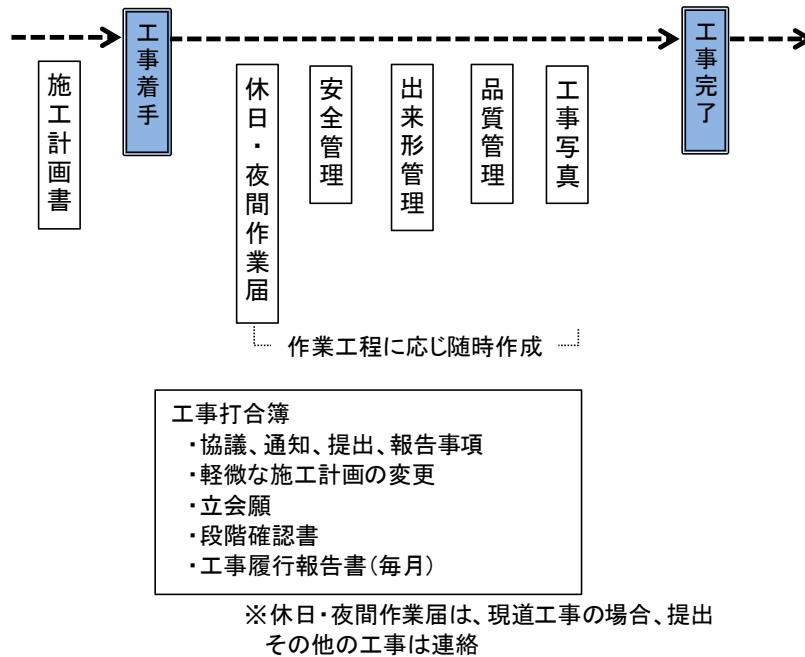 施工計画書
工事着手
休日・夜間作業届
安全管理
出来形管理
品質管理
工事写真
工事完了
作業工程に応じ随時作成
工事打合簿
・協議、通知、提出、報告事項
・軽微な施工計画の変更
・立会願
・段階確認書
・工事履行報告書（毎月）
※休日・夜間作業届は、現道工事の場合、提出
その他の工事は連絡